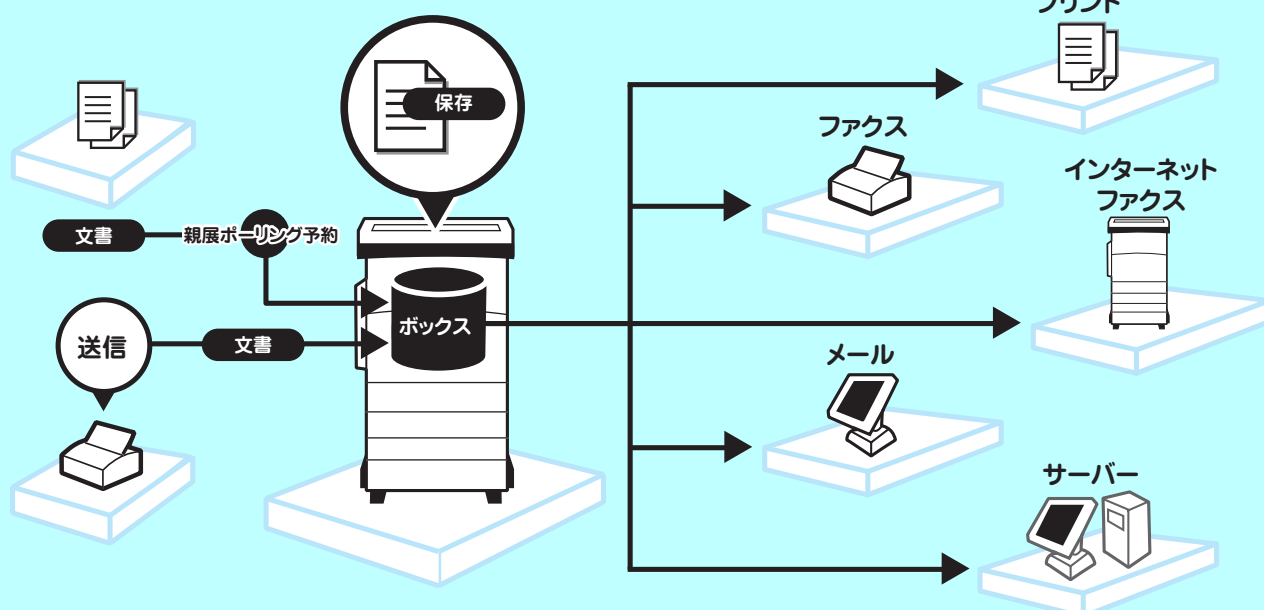 プリント
保存
ファクス
インターネット
ファクス
文書
親展ポーリング予約
ボックス
送信
文書
メール
サーバー